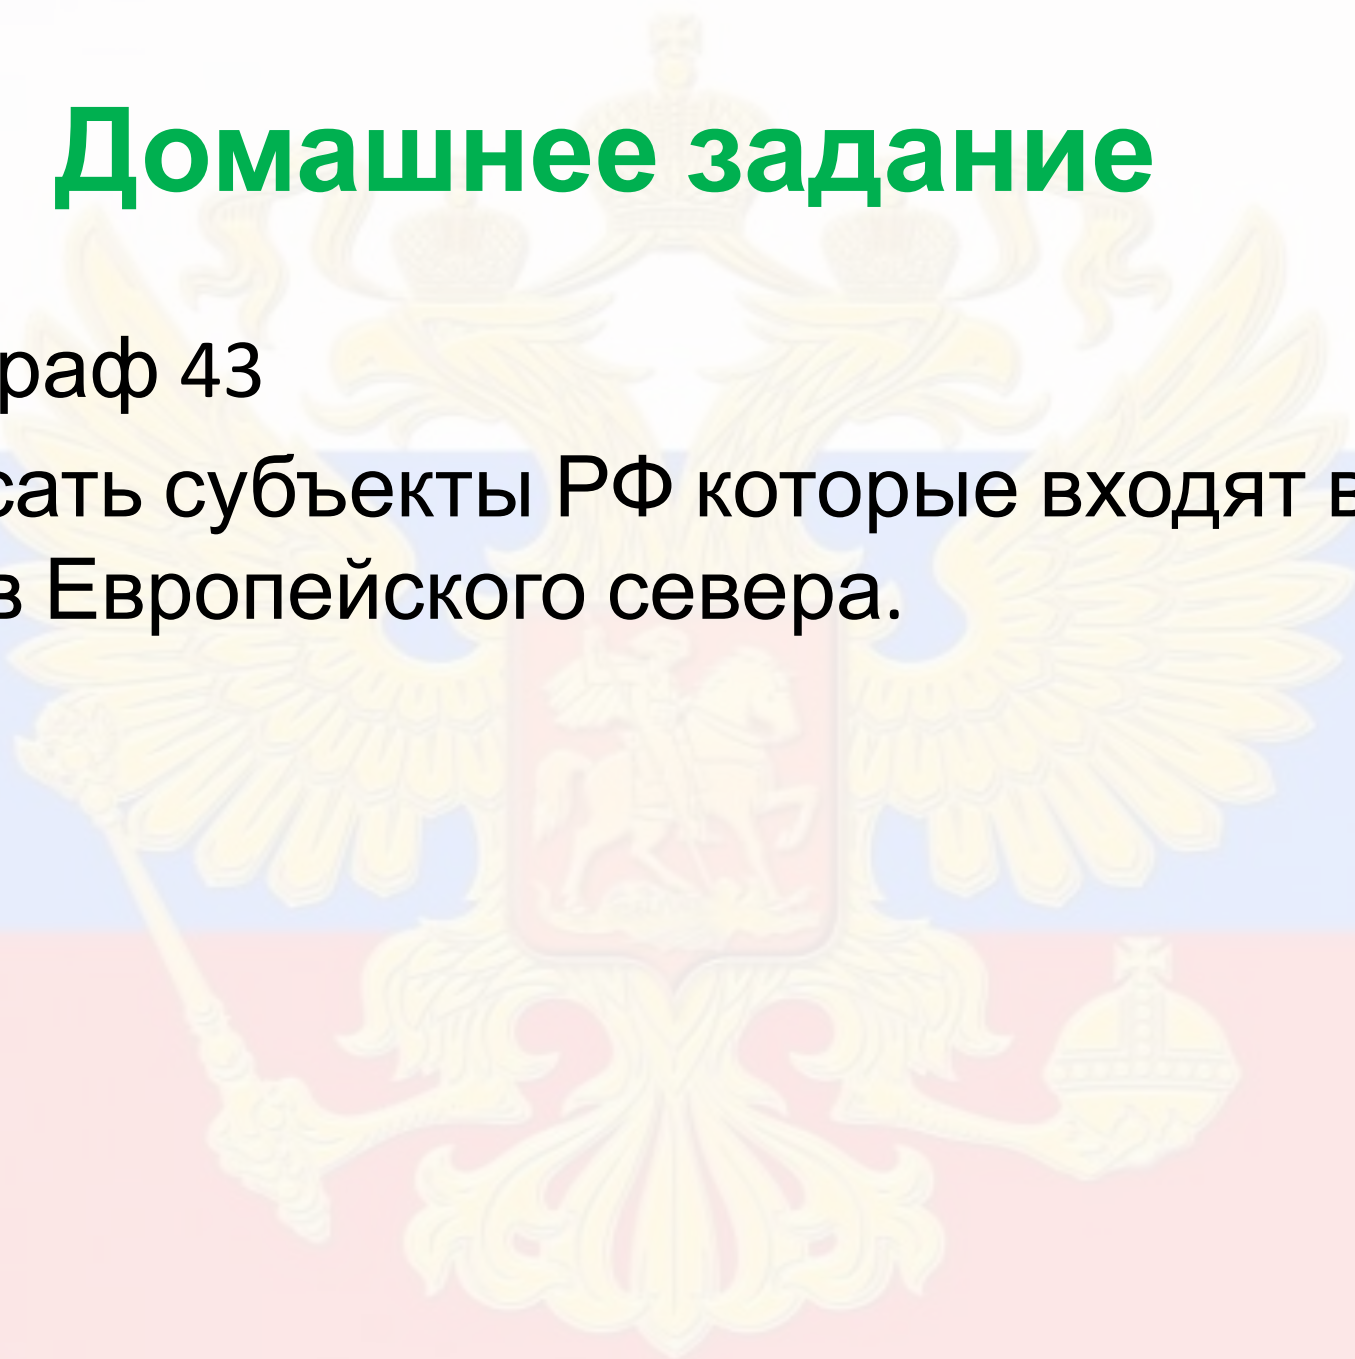 Домашнее задание
раф 43
сать субъекты РФ которые входят в
в Европейского севера.